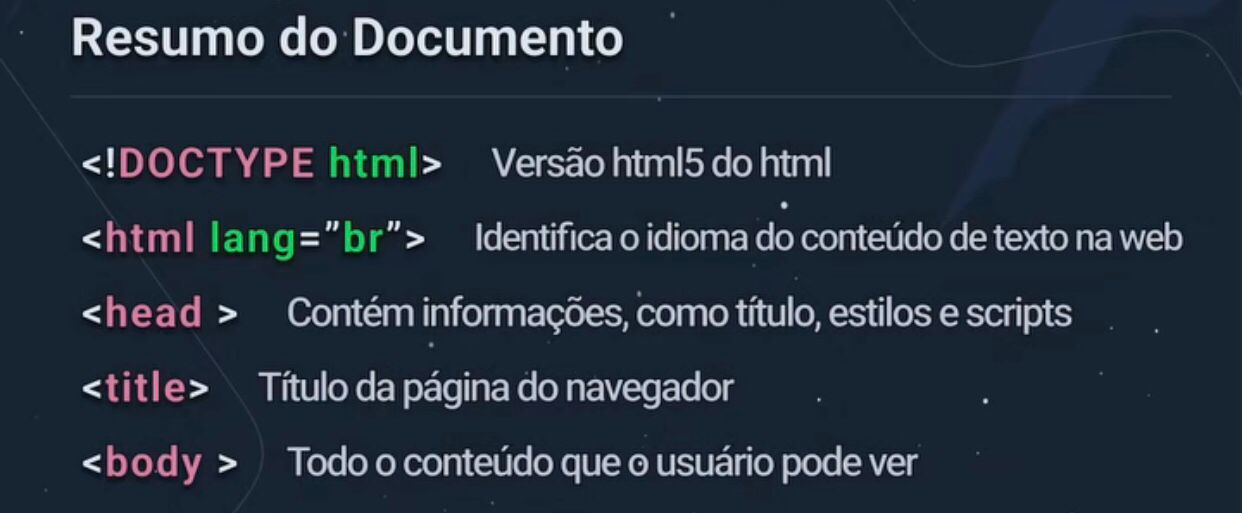 Resumo do Documento
<!DOCTYPE html> Versão html5 do html
<html lang=”br”> Identifica o idioma do conteúdo de texto na web
<head > Contém informações, como título, estilos e scripts
<title> Título da página do navegador
<body > Todo o conteúdo que o usuário pode ver